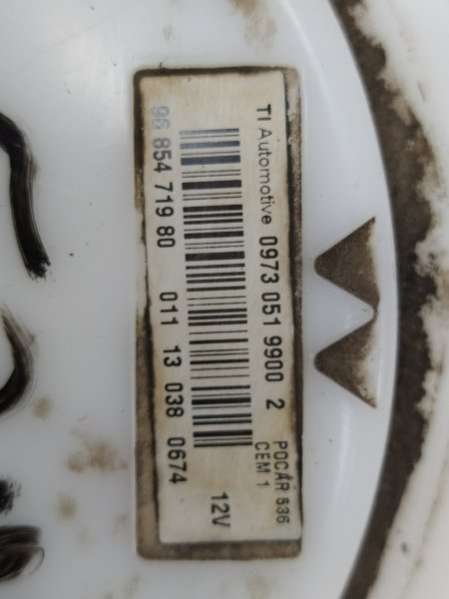 TI Automotive 0973 051 9900 2 POCAR 536
CEM 1
12V
96 854 719 80 011 13 038 0674